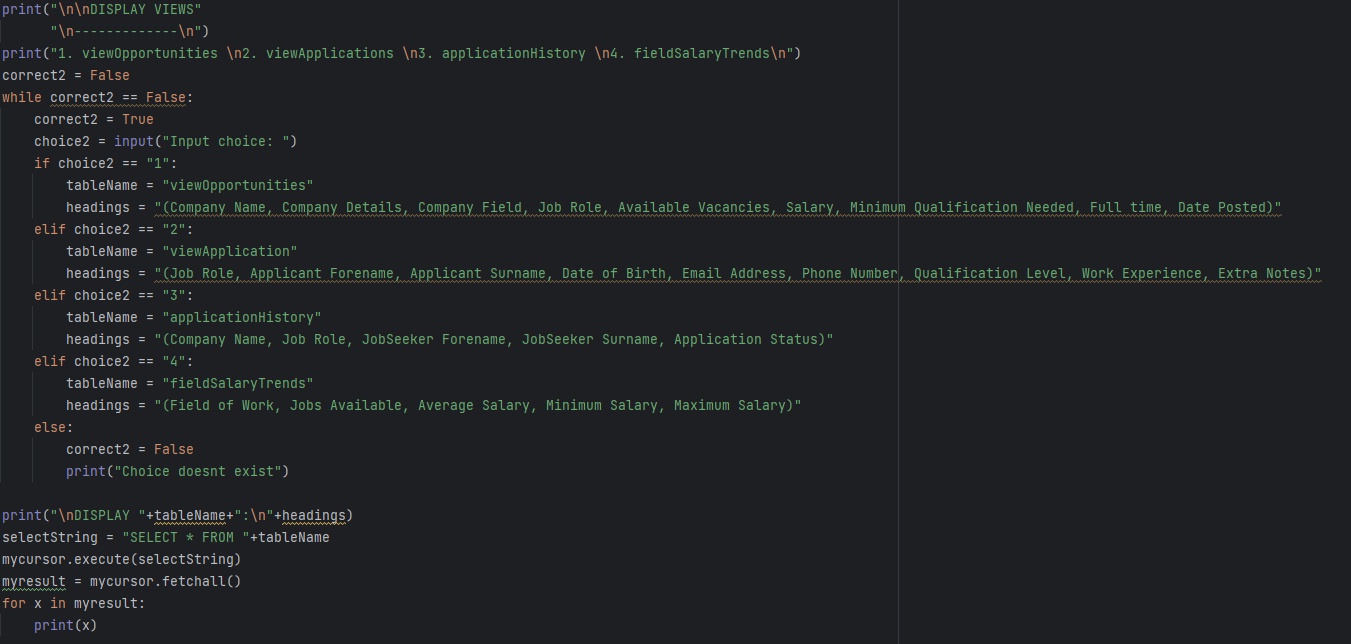 print("\n\nDISPLAY VIEWS"
      "\n-------------\n")
print("1. viewOpportunities \n2. viewApplications \n3. applicationHistory \n4. fieldSalaryTrends\n")
correct2 = False
while correct2 == False:
    correct2 = True
    choice2 = input("Input choice: ")
    if choice2 == "1":
        tableName = "viewOpportunities"
        headings = "(Company Name, Company Details, Company Field, Job Role, Available Vacancies, Salary, Minimum Qualification Needed, Full time, Date Posted)"
    elif choice2 == "2":
        tableName = "viewApplication"
        headings = "(Job Role, Applicant Forename, Applicant Surname, Date of Birth, Email Address, Phone Number, Qualification Level, Work Experience, Extra Notes)"
    elif choice2 == "3":
        tableName = "applicationHistory"
        headings = "(Company Name, Job Role, JobSeeker Forename, JobSeeker Surname, Application Status)"
    elif choice2 == "4":
        tableName = "fieldSalaryTrends"
        headings = "(Field of Work, Jobs Available, Average Salary, Minimum Salary, Maximum Salary)"
    else:
        correct2 = False
        print("Choice doesnt exist")

print("\nDISPLAY "+tableName+":\n"+headings)
selectString = "SELECT * FROM "+tableName
mycursor.execute(selectString)
myresult = mycursor.fetchall()
for x in myresult:
    print(x)